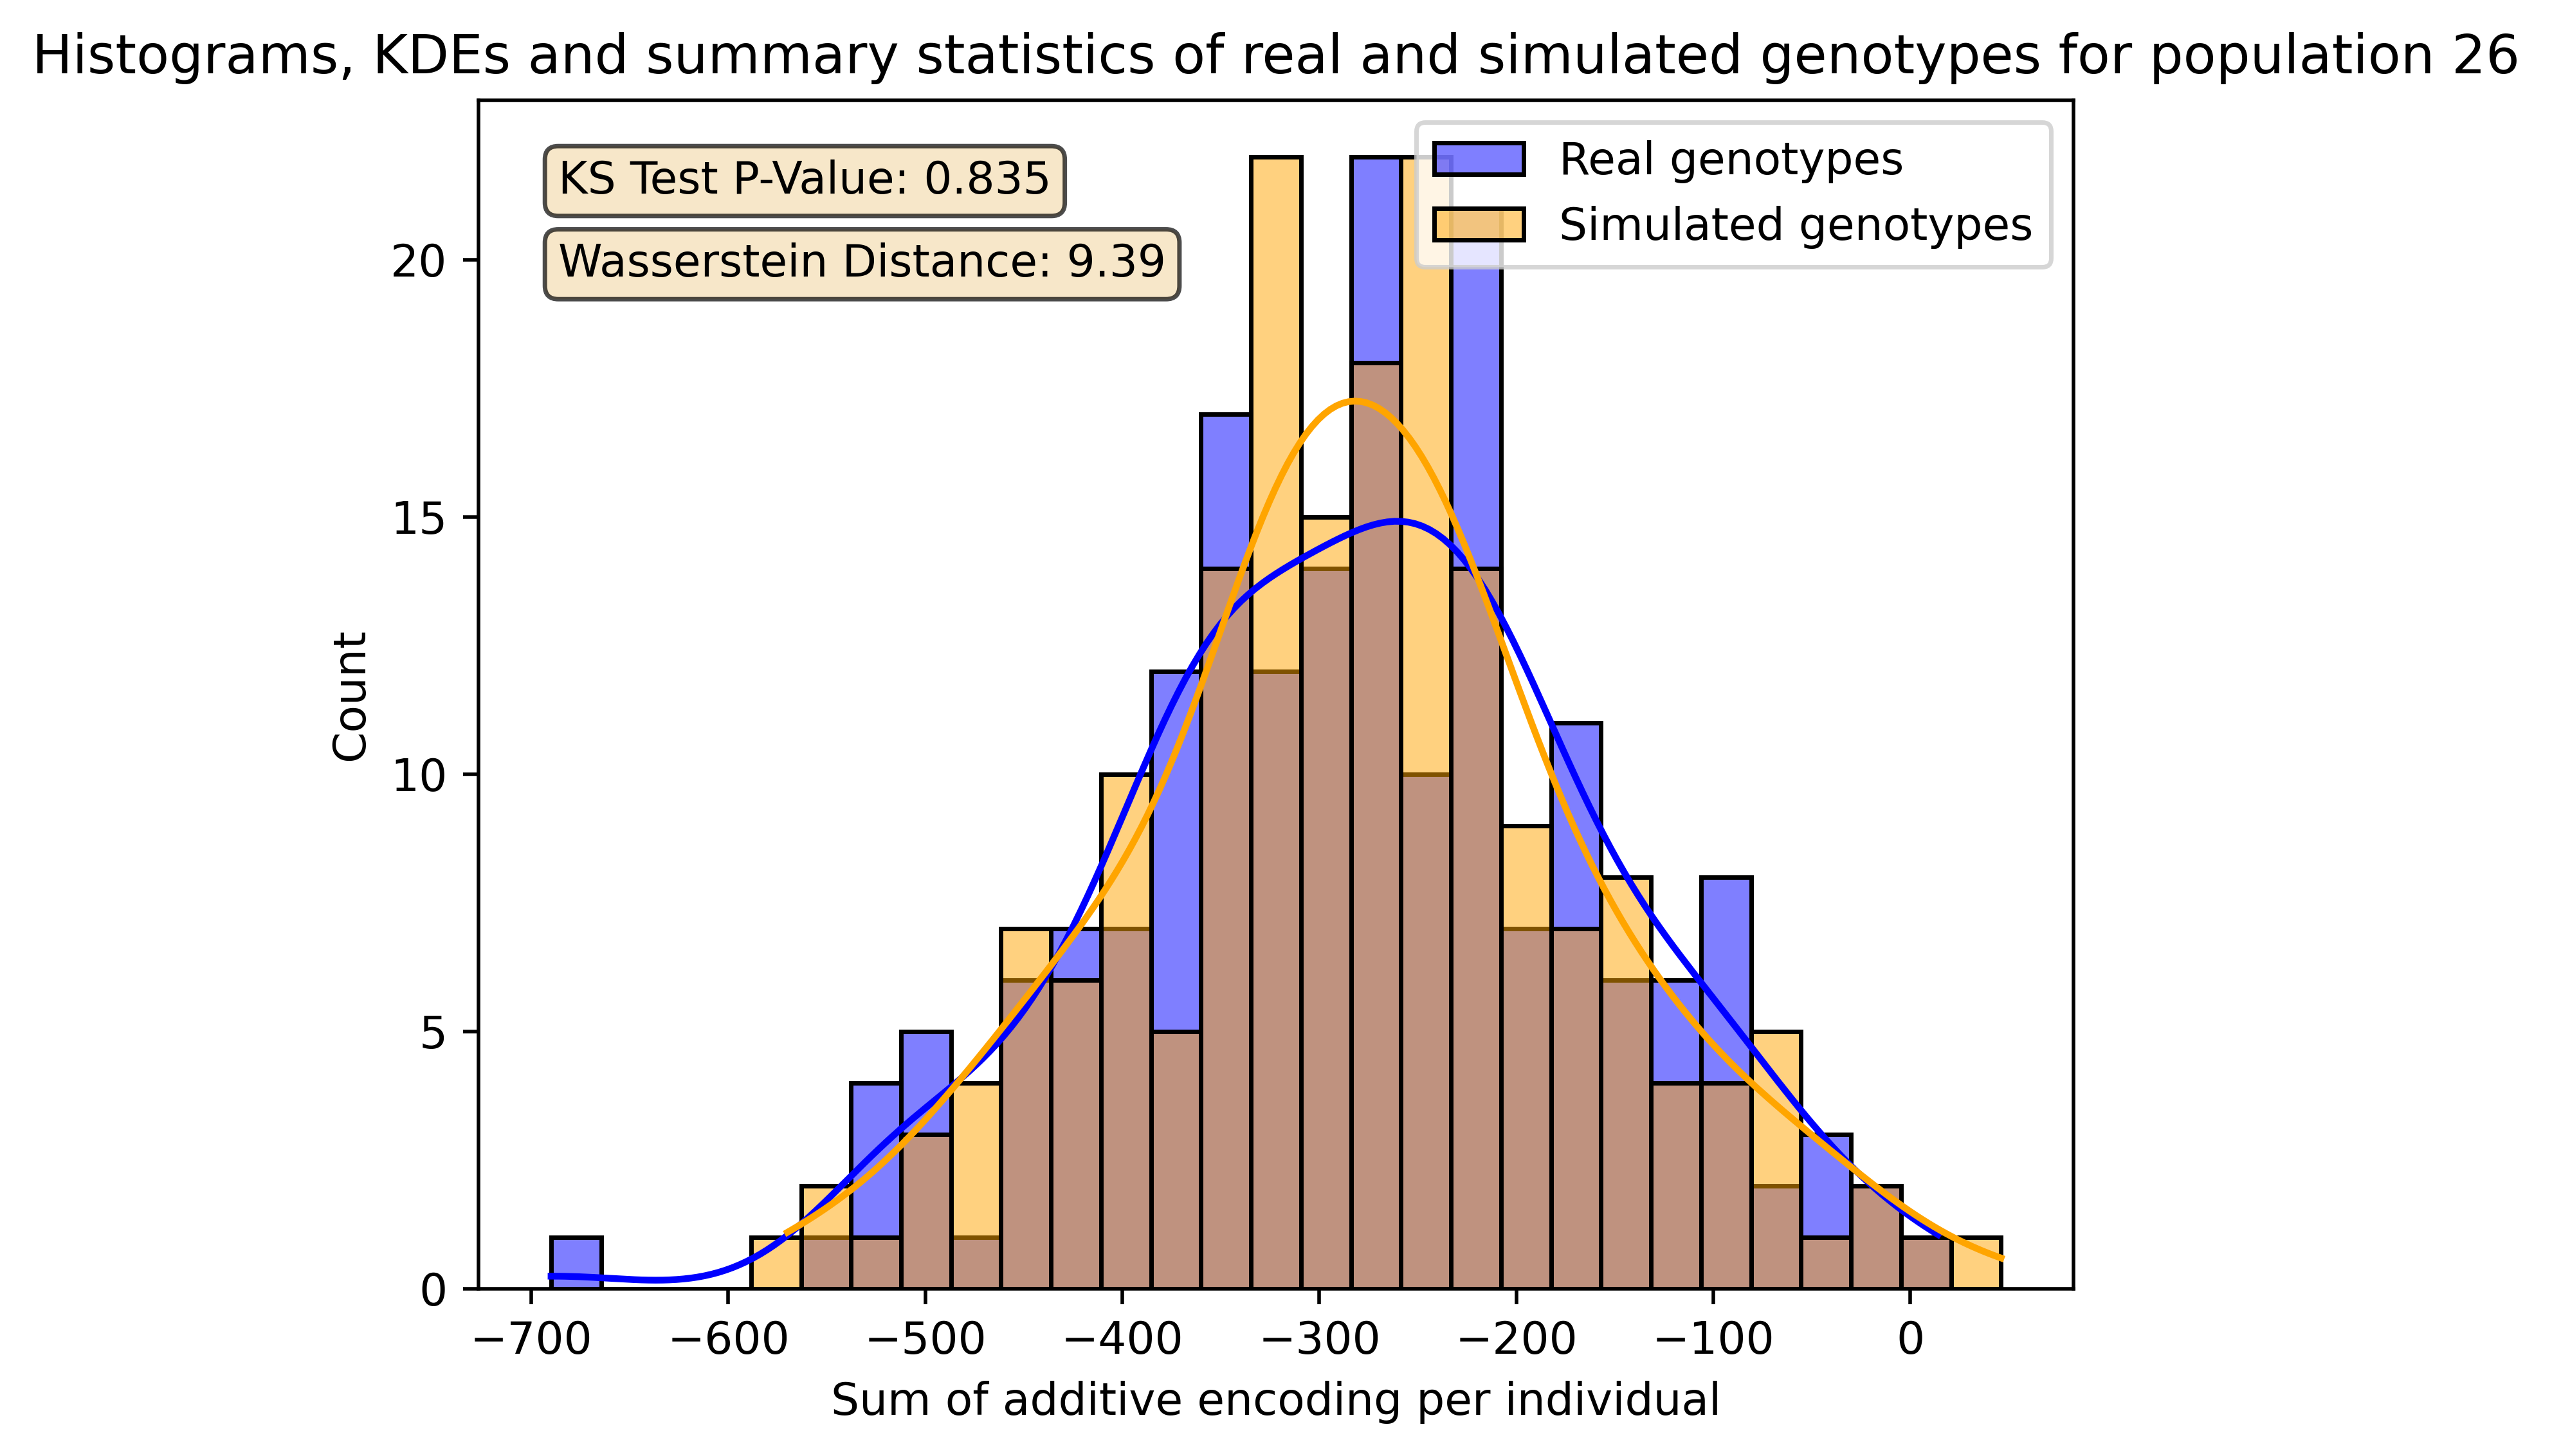 Histograms, KDEs and summary statistics of real and simulated genotypes for population 26
KS Test P-Value: 0.835
Wasserstein Distance: 9.39
Real genotypes
Simulated genotypes
Count
20
15
10
5
0
−700 −600 −500 −400 −300 −200 −100 0
Sum of additive encoding per individual